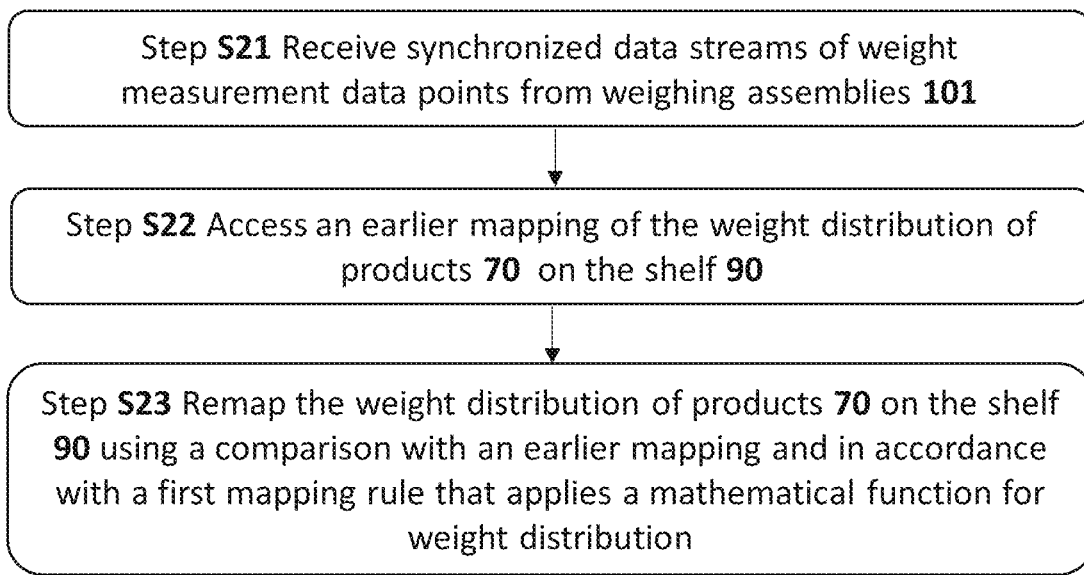 Step S21 Receive synchronized data streams of weight
measurement data points from weighing assemblies 101
Step S22 Access an earlier mapping of the weight distribution of
products 70 on the shelf 90
Step S23 Remap the weight distribution of products 70 on the shelf
90 using a comparison with an earlier mapping and in accordance
with a first mapping rule that applies a mathematical function for
weight distribution